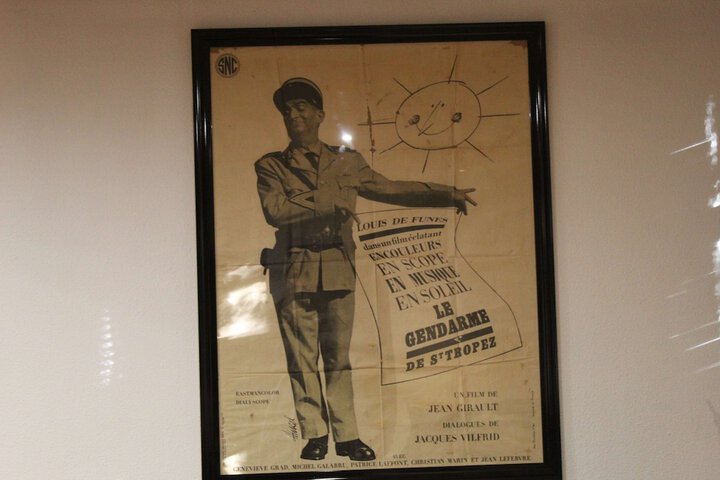 SNC
LOUIS DE FUNES
dans un film éclatant
EN COULEURS
EN SCOPE
EN MUSIQUE
EN SOLEIL
LE
GENDARME
DE ST TROPEZ
EASTMANCOLOR
DIALYSCOPE
UN FILM DE
JEAN GIRAULT
DIALOGUES DE
JACQUES VILFRID
AVEC
GENEVIEVE GRAD, MICHEL GALABRU, PATRICE LAFFONT, CHRISTIAN MARIN ET JEAN LEFEBVRE